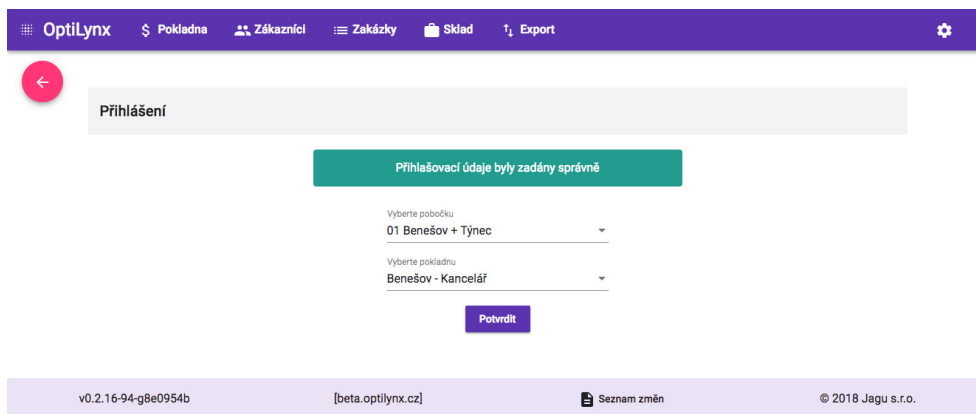 OptiLynx $ Pokladna Zákazníci Zakázky Sklad Export
Přihlášení
Přihlašovací údaje byly zadány správně
Vyberte pobočku
01 Benešov + Týnec
Vyberte pokladnu
Benešov - Kancelář
Potvrdit
v0.2.16-94-g8e0954b [beta.optilynx.cz] Seznam změn © 2018 Jagu s.r.o.